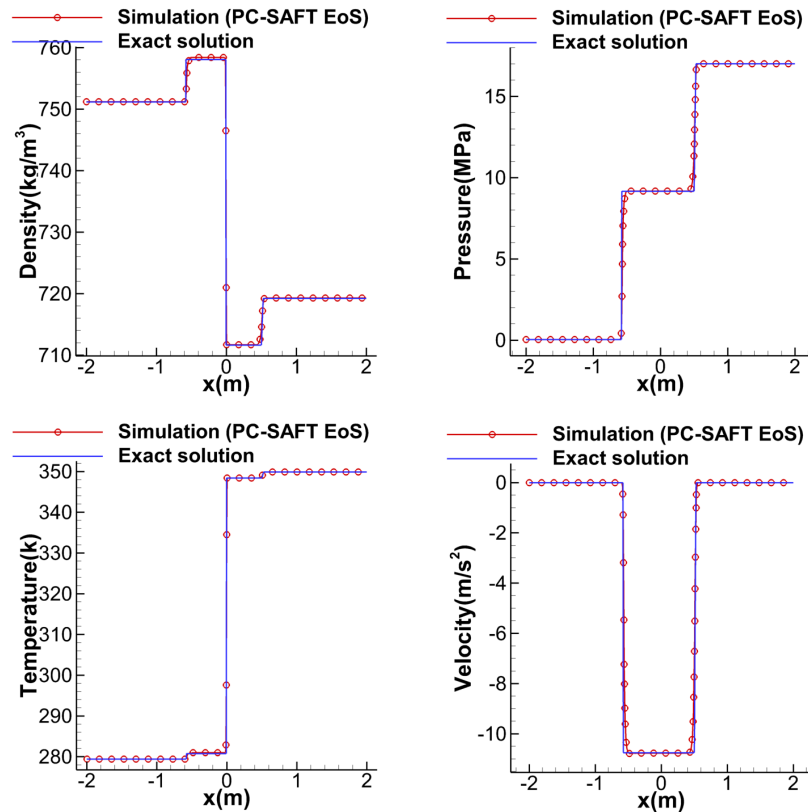 Simulation (PC-SAFT EoS)
Exact solution
Density(kg/m³)
760
750
740
730
720
710
-2 -1 0 1 2
x(m)
Simulation (PC-SAFT EoS)
Exact solution
Pressure(MPa)
15
10
5
0
-2 -1 0 1 2
x(m)
Simulation (PC-SAFT EoS)
Exact solution
Temperature(k)
350
340
330
320
310
300
290
280
-2 -1 0 1 2
x(m)
Simulation (PC-SAFT EoS)
Exact solution
Velocity(m/s²)
0
-2
-4
-6
-8
-10
-2 -1 0 1 2
x(m)